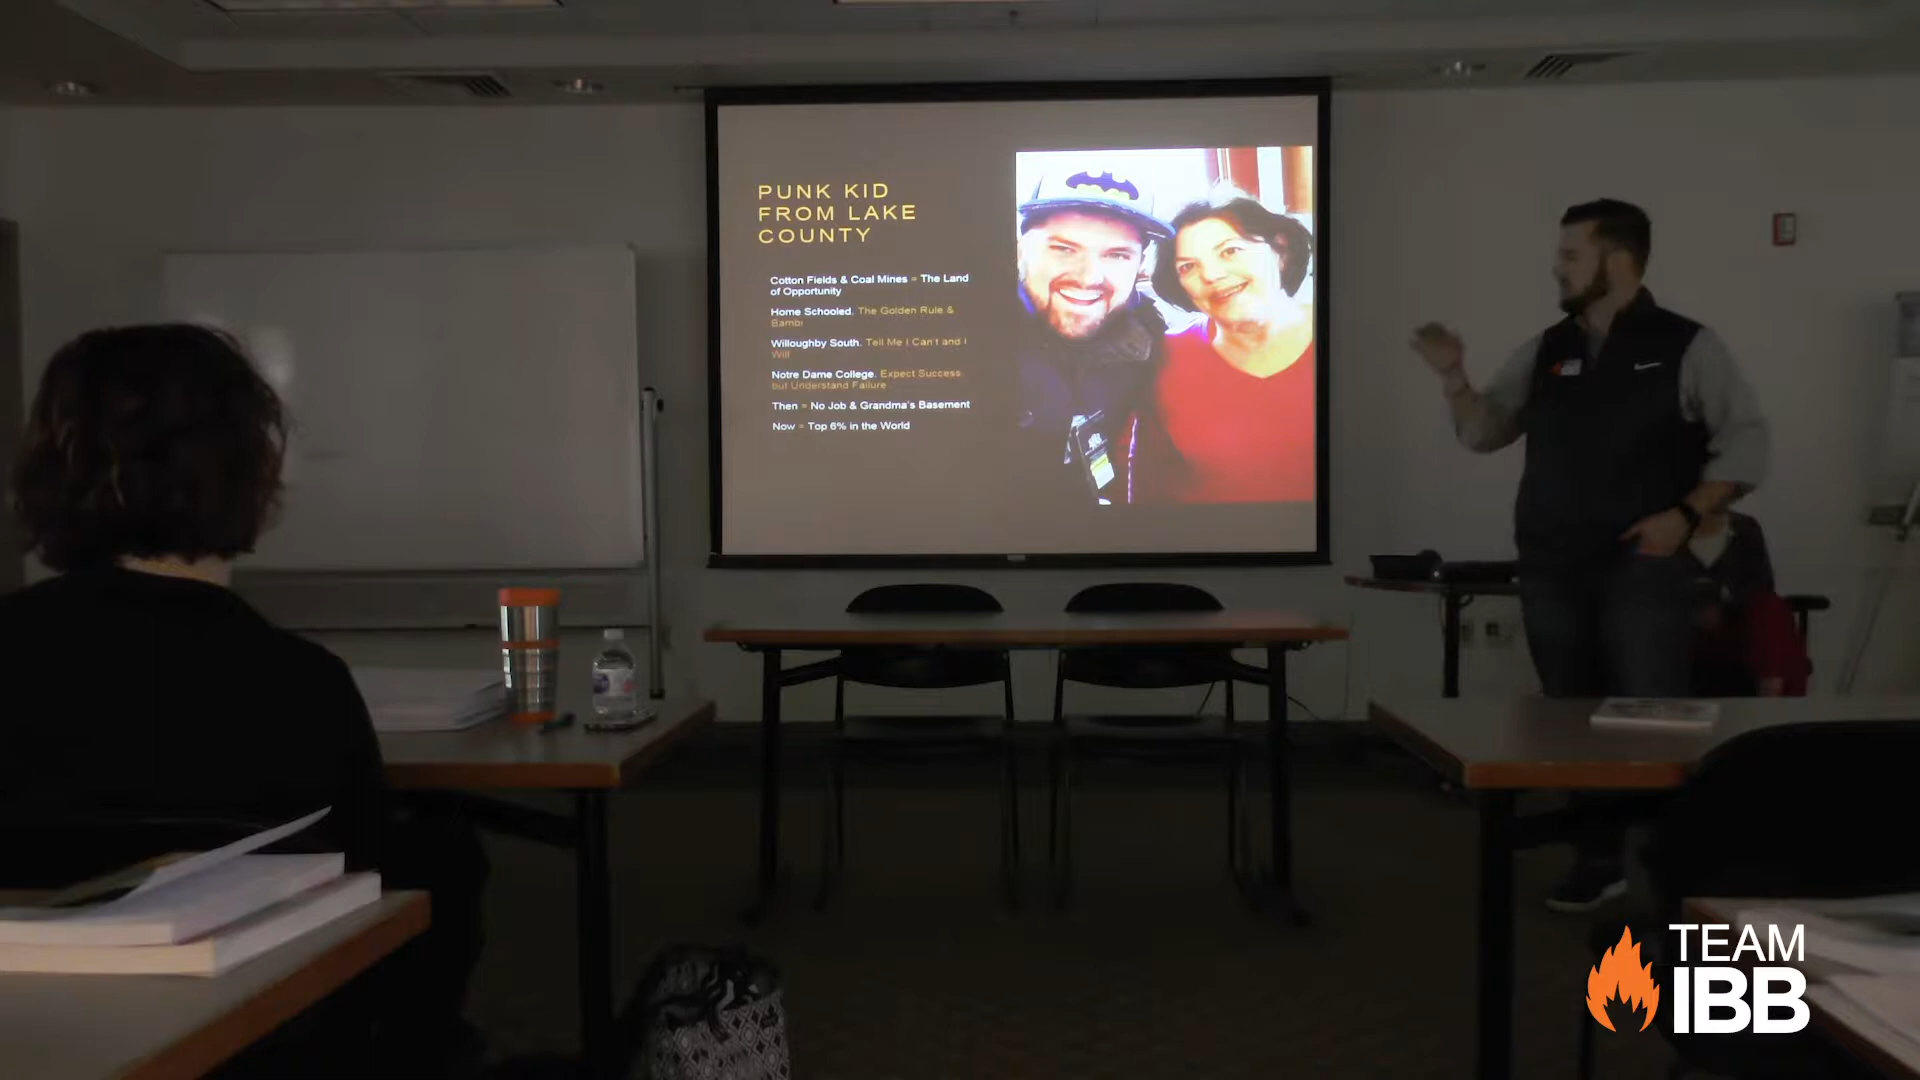 PUNK KID
FROM LAKE
COUNTY
Cotton Fields & Coal Mines = The Land
of Opportunity
Home Schooled. The Golden Rule &
Bambi
Willoughby South. Tell Me I Can't and I
Will
Notre Dame College. Expect Success
but Understand Failure
Then = No Job & Grandma's Basement
Now = Top 6% in the World
TEAM
IBB